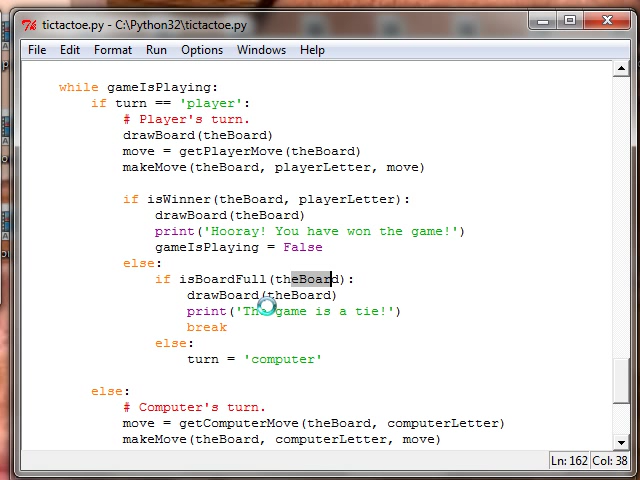 tictactoe.py - C:\Python32\tictactoe.py
File Edit Format Run Options Windows Help
while gameIsPlaying:
if turn == 'player':
# Player's turn.
drawBoard(theBoard)
move = getPlayerMove(theBoard)
makeMove(theBoard, playerLetter, move)
if isWinner(theBoard, playerLetter):
drawBoard(theBoard)
print('Hooray! You have won the game!')
gameIsPlaying = False
else:
if isBoardFull(theBoard):
drawBoard(theBoard)
print('The game is a tie!')
break
else:
turn = 'computer'
else:
# Computer's turn.
move = getComputerMove(theBoard, computerLetter)
makeMove(theBoard, computerLetter, move)
Ln: 162 Col: 38